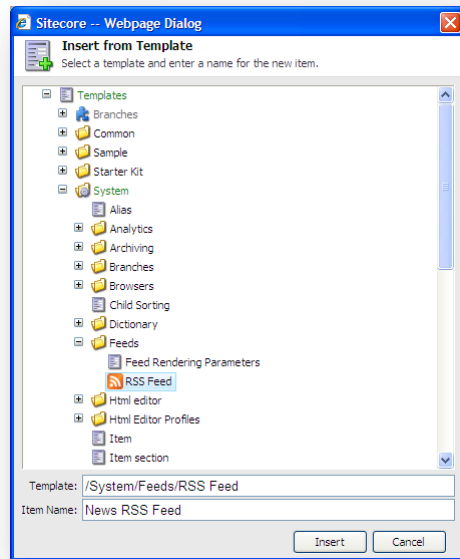 Sitecore -- Webpage Dialog
Insert from Template
Select a template and enter a name for the new item.
Templates
Branches
Common
Sample
Starter Kit
System
Alias
Analytics
Archiving
Branches
Browsers
Child Sorting
Dictionary
Feeds
Feed Rendering Parameters
RSS Feed
Html editor
Html Editor Profiles
Item
Item section
Template: /System/Feeds/RSS Feed
Item Name: News RSS Feed
Insert Cancel